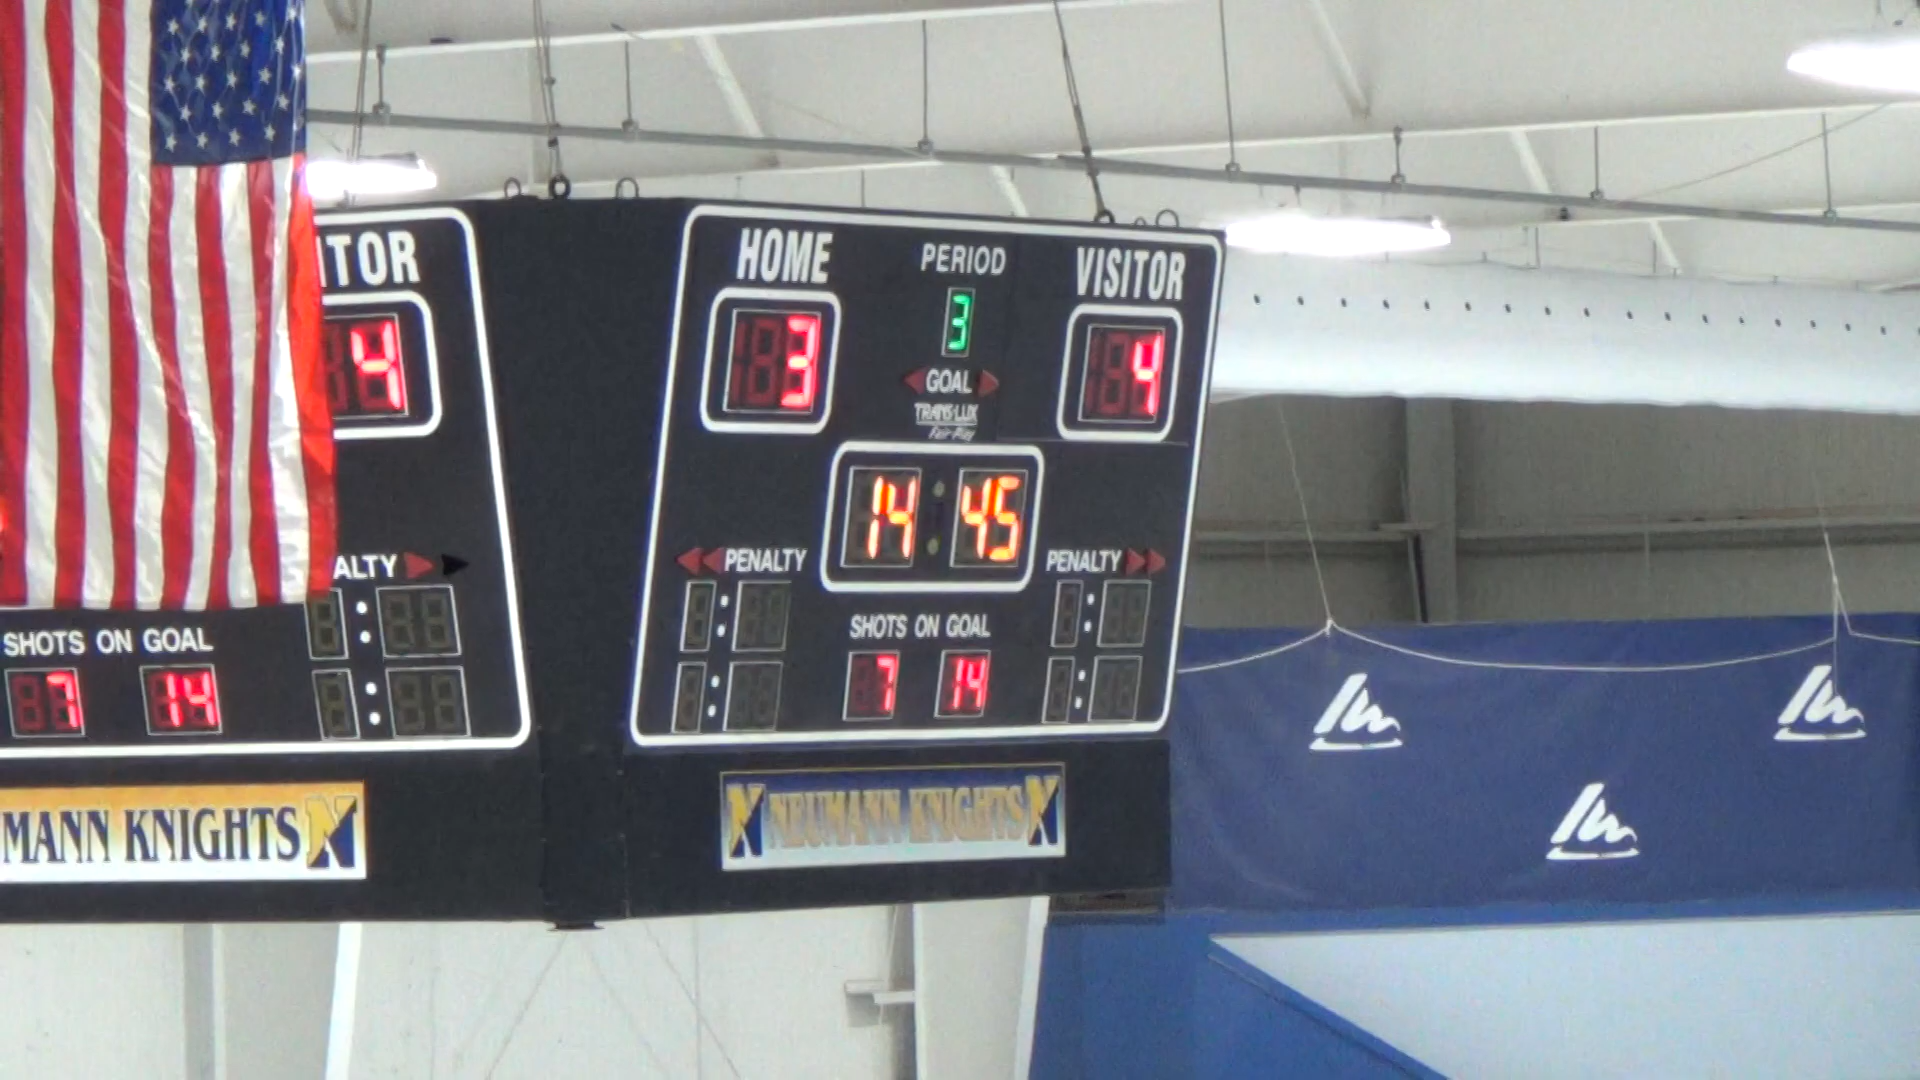 ITOR
4
ALTY
SHOTS ON GOAL
7 14
MANN KNIGHTS N
HOME PERIOD VISITOR
3 3 4
GOAL
TRANS-LUX
Fair-Play
14 : 45
PENALTY PENALTY
SHOTS ON GOAL
7 14
N NEUMANN KNIGHTS N